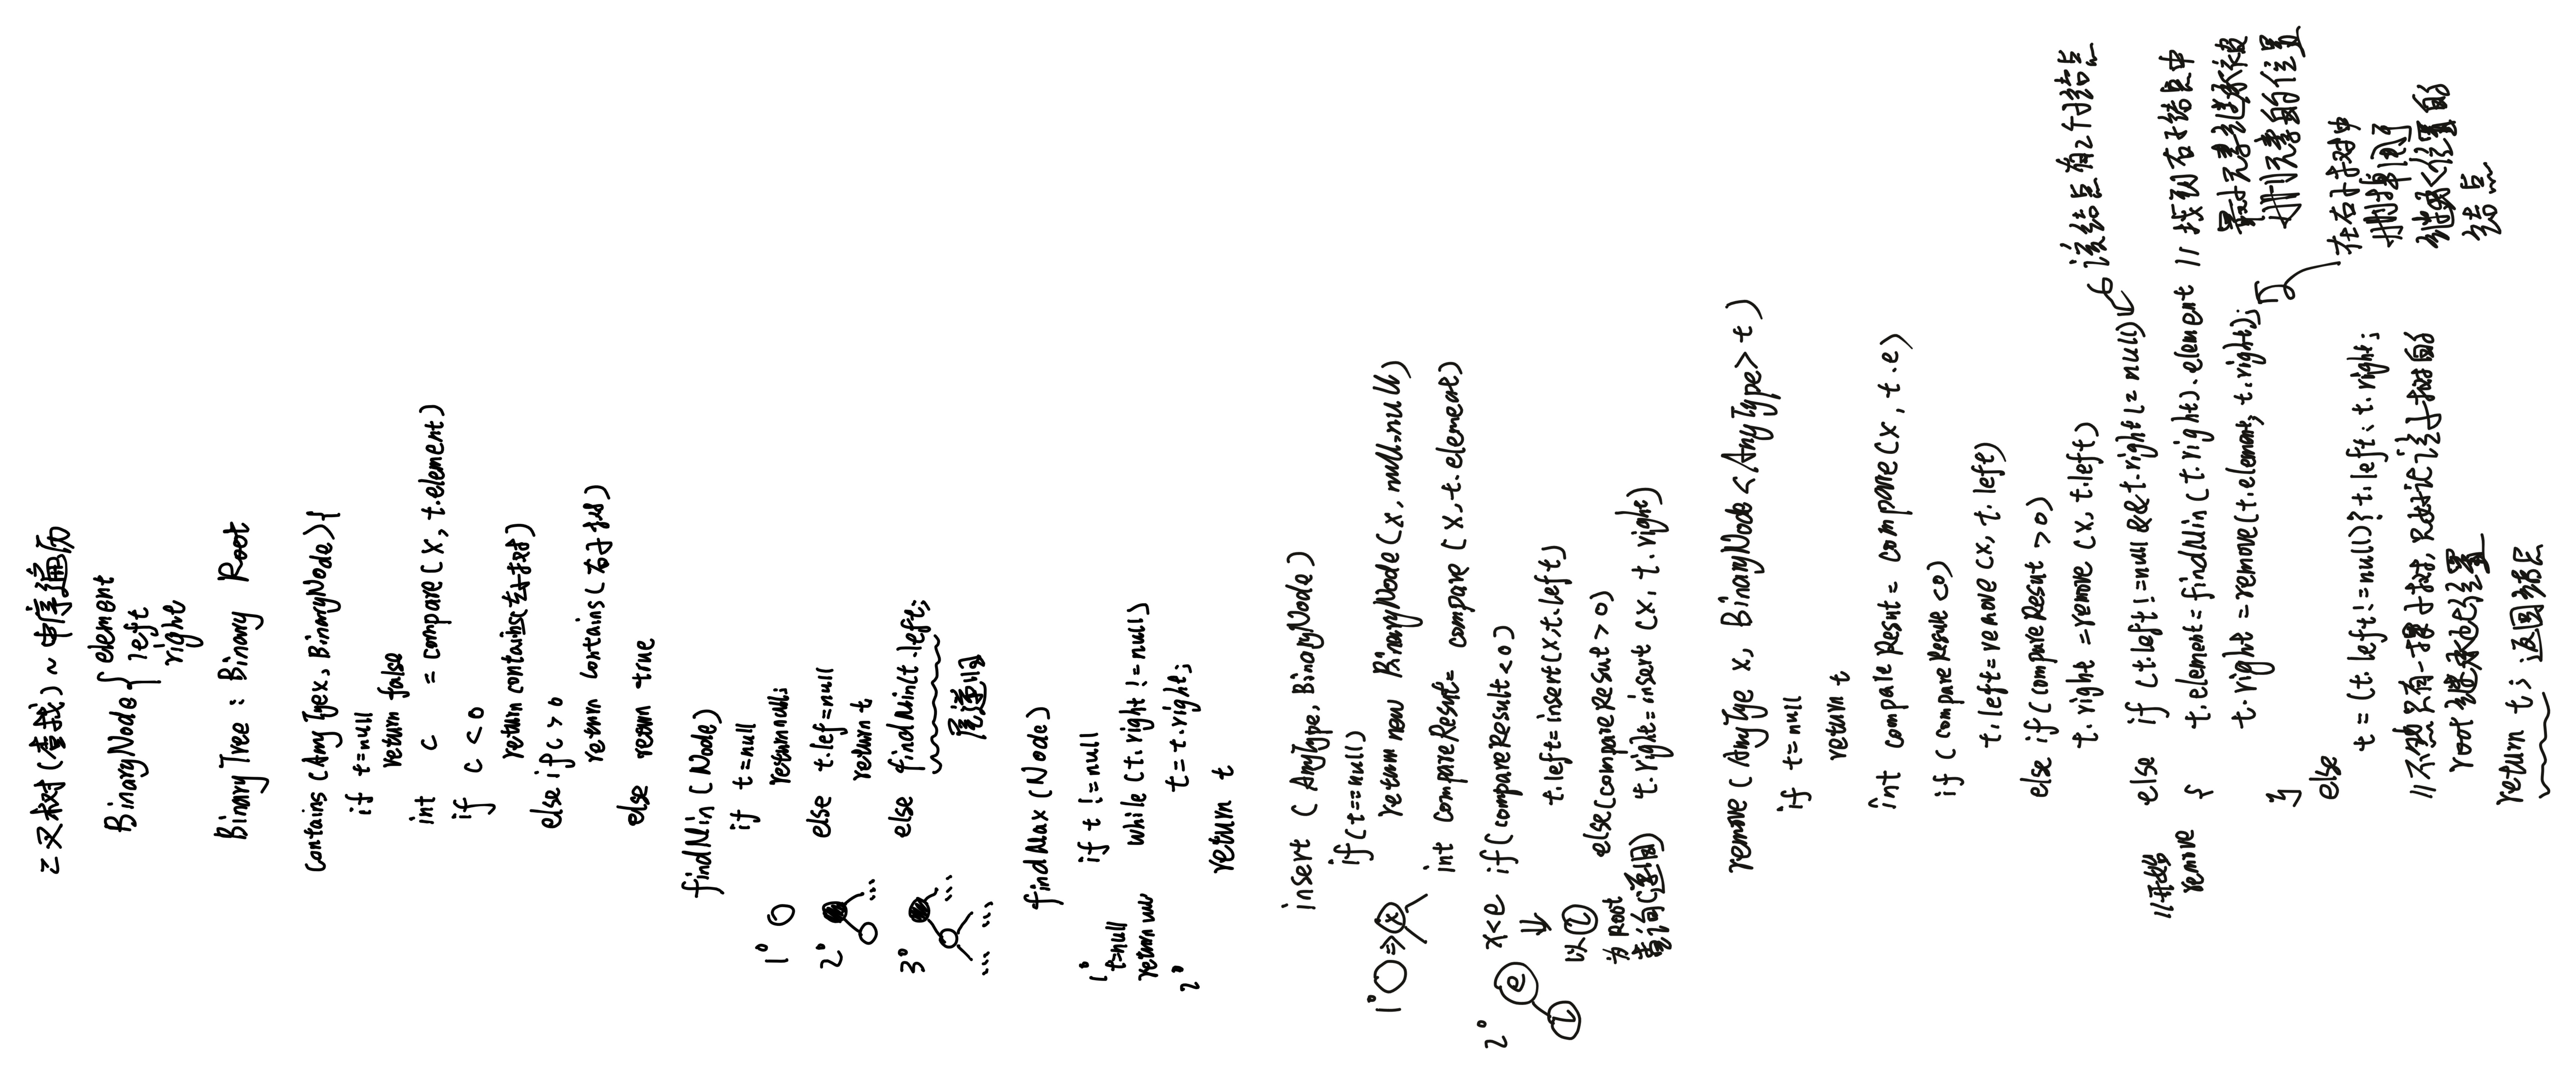 二叉树(查找)~中序遍历
BinaryNode { element
left
right
BinaryTree : Binary Root
contains (AnyTyex, BinaryNode){
if t=null
return false
int c = compare(x, t.element)
if c < 0
return contains(左子树)
else if c > 0
return contains(右子树)
else return true
findMin (Node)
if t=null
1° return null;
2° else t.lef=null
return t
...
3° else findMin(t.left;
...
尾递归
... ...
findMax (Node)
1° if t != null
t=null
return null while (t.right != null)
2° t = t.right;
return t
insert (AnyType, BinaryNode)
if(t==null)
1° => x return new BinaryNode(x, null, null)
int compareResut= compare (x, t.element)
2° e x<e if(compareResult<0)
l ⇓ t.left=insert(x,t.left)
以 l
为 Root else(compareResut > 0)
查询(递归) t.right=insert (x, t.right)
remove (AnyTye x, BinaryNode<AnyType> t)
if t=null
return t
int compareResut= compare(x, t.e)
if (compareResult <0)
t.left=remove (x, t.left)
else if(compareResut >0)
t.right =remove (x, t.left)
该结点有2个子结点
//开始 else if (t.left!=null &&t.right != null)
remove { t.element=findMin(t.right).element //找到右子结点中
最小元素继承被
t.right =remove(t.element, t.right);
删元素的位置
}
else
在右子树中
t = (t.left!=null)?t.left: t.right;
删掉用于
//不然只有一棵子树,只好让该子树的
继承位置的
root继承此位置
结点
return t; 返回结点